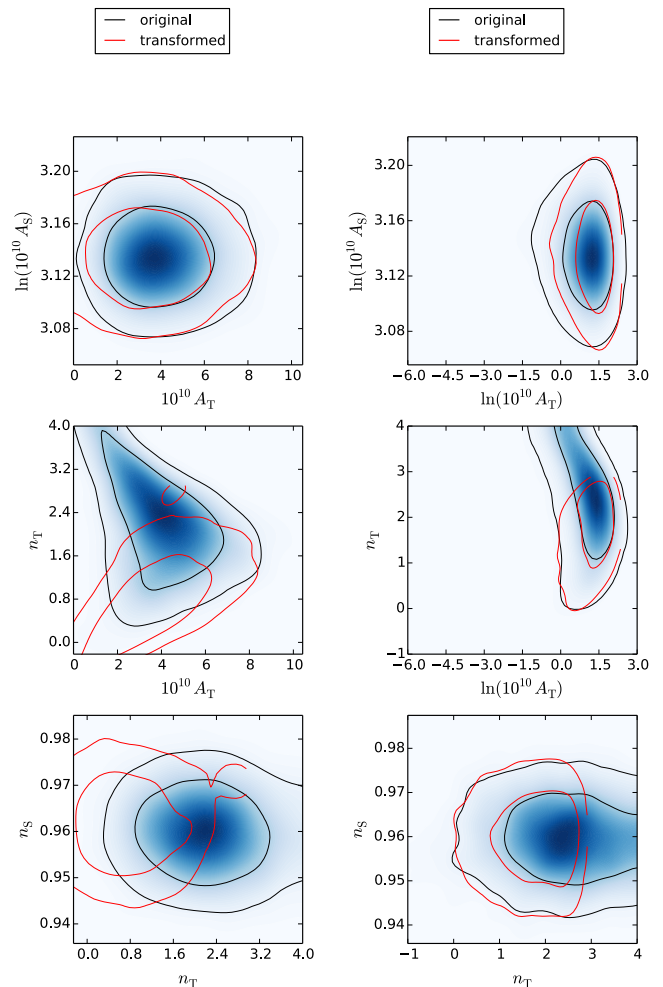 original
transformed
original
transformed
3.20
3.16
3.12
3.08
ln(10^10 A_S)
0 2 4 6 8 10
10^10 A_T
3.20
3.16
3.12
3.08
ln(10^10 A_S)
−6.0 −4.5 −3.0 −1.5 0.0 1.5 3.0
ln(10^10 A_T)
4.0
3.2
2.4
1.6
0.8
0.0
n_T
0 2 4 6 8 10
10^10 A_T
4
3
2
1
0
−1
n_T
−6.0 −4.5 −3.0 −1.5 0.0 1.5 3.0
ln(10^10 A_T)
0.98
0.97
0.96
0.95
0.94
n_S
0.0 0.8 1.6 2.4 3.2 4.0
n_T
0.98
0.97
0.96
0.95
0.94
n_S
−1 0 1 2 3 4
n_T